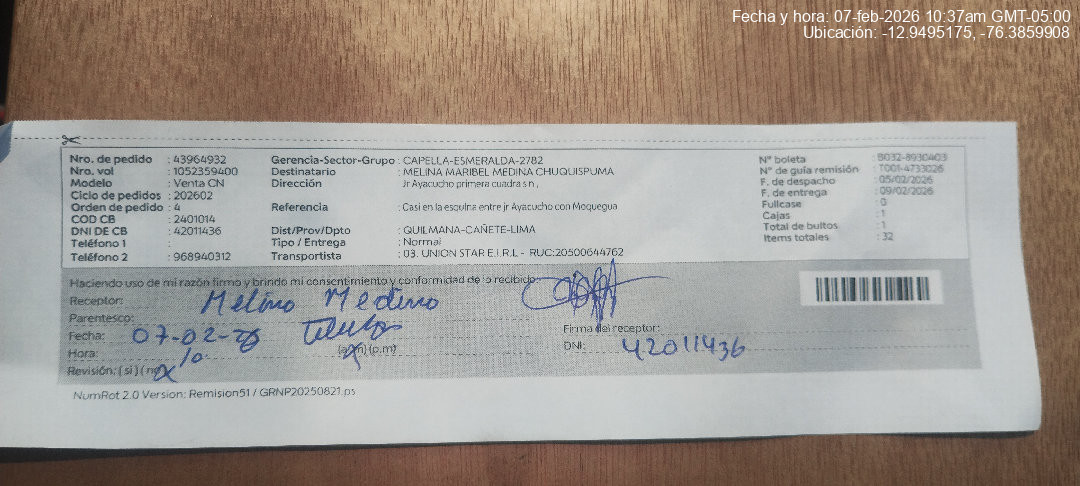 Fecha y hora: 07-feb-2026 10:37am GMT-05:00
Ubicación: -12.9495175, -76.3859908
Nro. de pedido : 43964932
Nro. vol : 1052359400
Modelo : Venta CN
Ciclo de pedidos : 202602
Orden de pedido : 4
COD CB : 2401014
DNI DE CB : 42011436
Teléfono 1 :
Teléfono 2 : 968940312
Gerencia-Sector-Grupo : CAPELLA-ESMERALDA-2782
Destinatario : MELINA MARIBEL MEDINA CHUQUISPUMA
Dirección Jr Ayacucho primera cuadra sn ,
Referencia : Casi en la esquina entre jr Ayacucho con Moquegua
Dist/Prov/Dpto : QUILMANA-CAÑETE-LIMA
Tipo / Entrega : Normal
Transportista : 03. UNION STAR E.I.R.L - RUC:20500644762
N° boleta : B032-8930403
N° de guía remisión : T001-4733026
F. de despacho : 05/02/2026
F. de entrega : 09/02/2026
Fullcase : 0
Cajas : 1
Total de bultos : 1
Items totales : 32
Haciendo uso de mi razón firmo y brindo mi consentimiento y conformidad de lo recibido
Receptor: Melina Medina
Parentesco: Titular
Fecha: 07-02-26
Hora: 10 (a.m) (p.m)
Revisión: ( si ) ( no )
Firma del receptor:
DNI: 42011436
NumRot 2.0 Version: Remision51 / GRNP20250821.ps